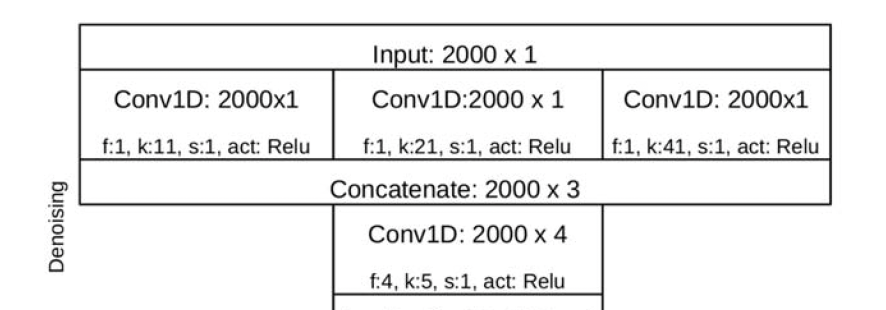 Input: 2000 x 1
Conv1D: 2000x1
f:1, k:11, s:1, act: Relu
Conv1D:2000 x 1
f:1, k:21, s:1, act: Relu
Conv1D: 2000x1
f:1, k:41, s:1, act: Relu
Concatenate: 2000 x 3
Denoising
Conv1D: 2000 x 4
f:4, k:5, s:1, act: Relu